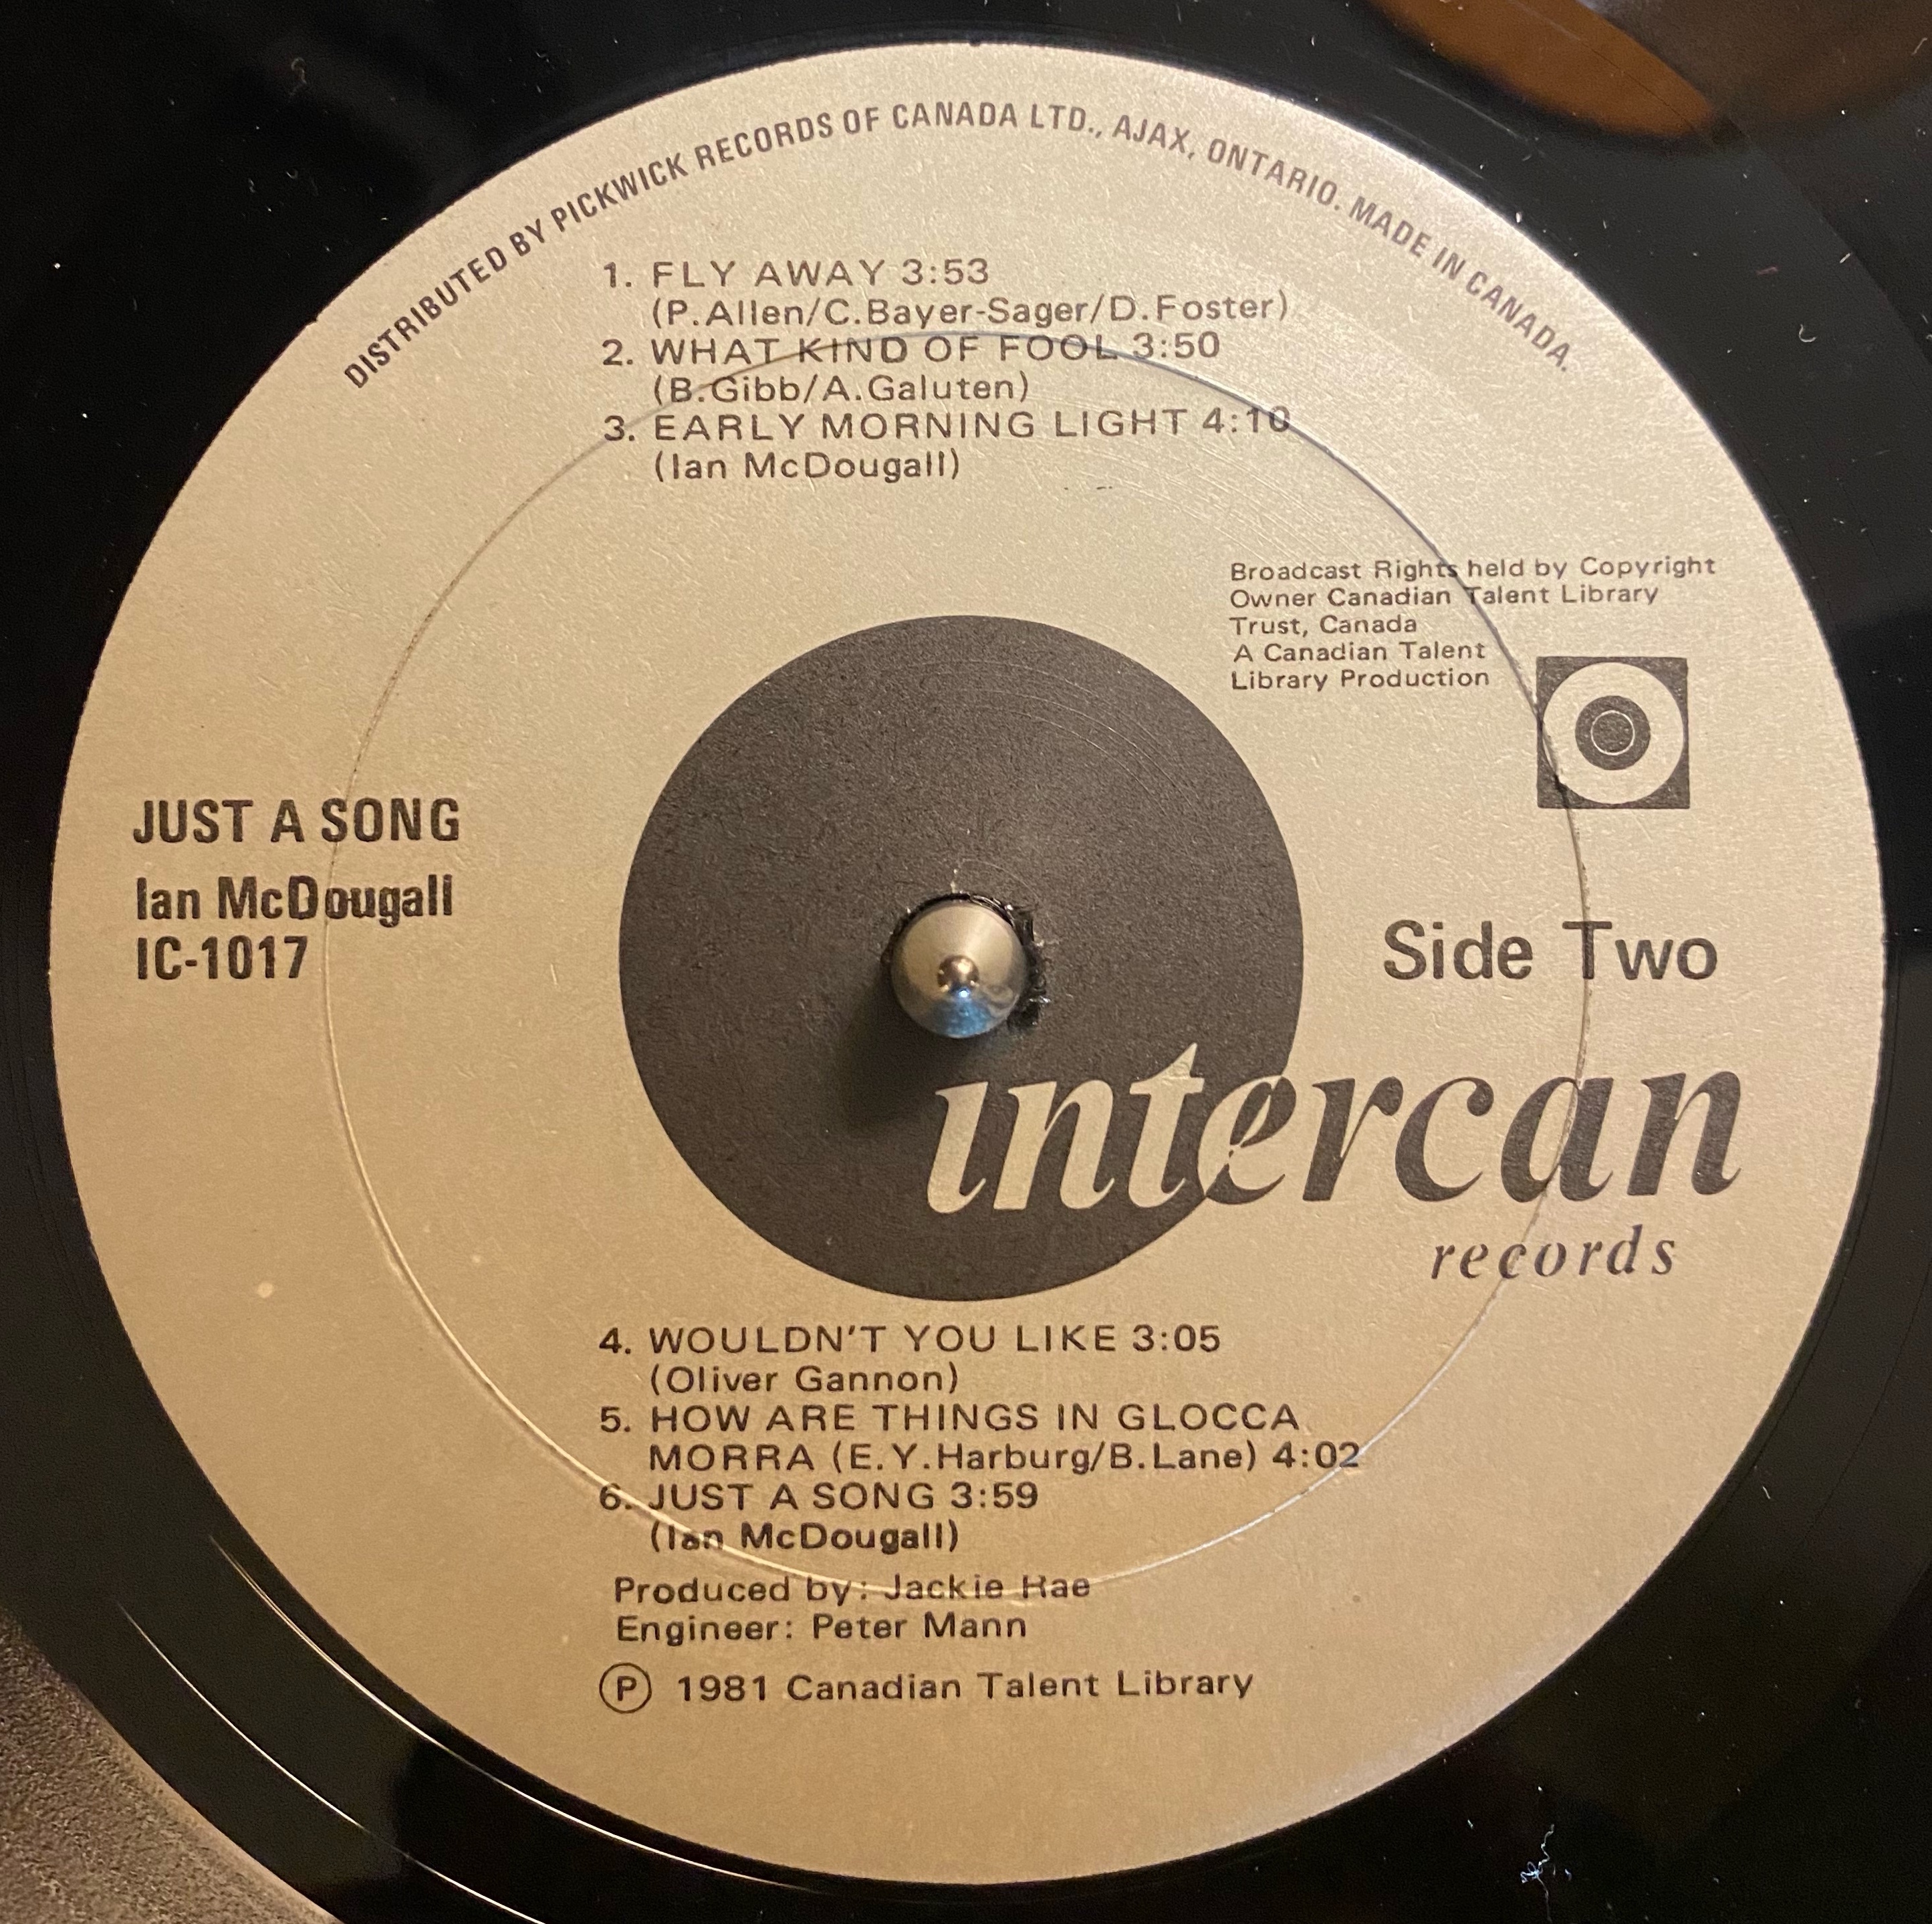 DISTRIBUTED BY PICKWICK RECORDS OF CANADA LTD., AJAX, ONTARIO. MADE IN CANADA.
1. FLY AWAY 3:53
(P.Allen/C.Bayer-Sager/D.Foster)
2. WHAT KIND OF FOOL 3:50
(B.Gibb/A.Galuten)
3. EARLY MORNING LIGHT 4:10
(Ian McDougall)
Broadcast Rights held by Copyright
Owner Canadian Talent Library
Trust, Canada
A Canadian Talent
Library Production
JUST A SONG
Ian McDougall
IC-1017
Side Two
intercan
records
4. WOULDN'T YOU LIKE 3:05
(Oliver Gannon)
5. HOW ARE THINGS IN GLOCCA
MORRA (E.Y.Harburg/B.Lane) 4:02
6. JUST A SONG 3:59
(Ian McDougall)
Produced by: Jackie Rae
Engineer: Peter Mann
Ⓟ 1981 Canadian Talent Library